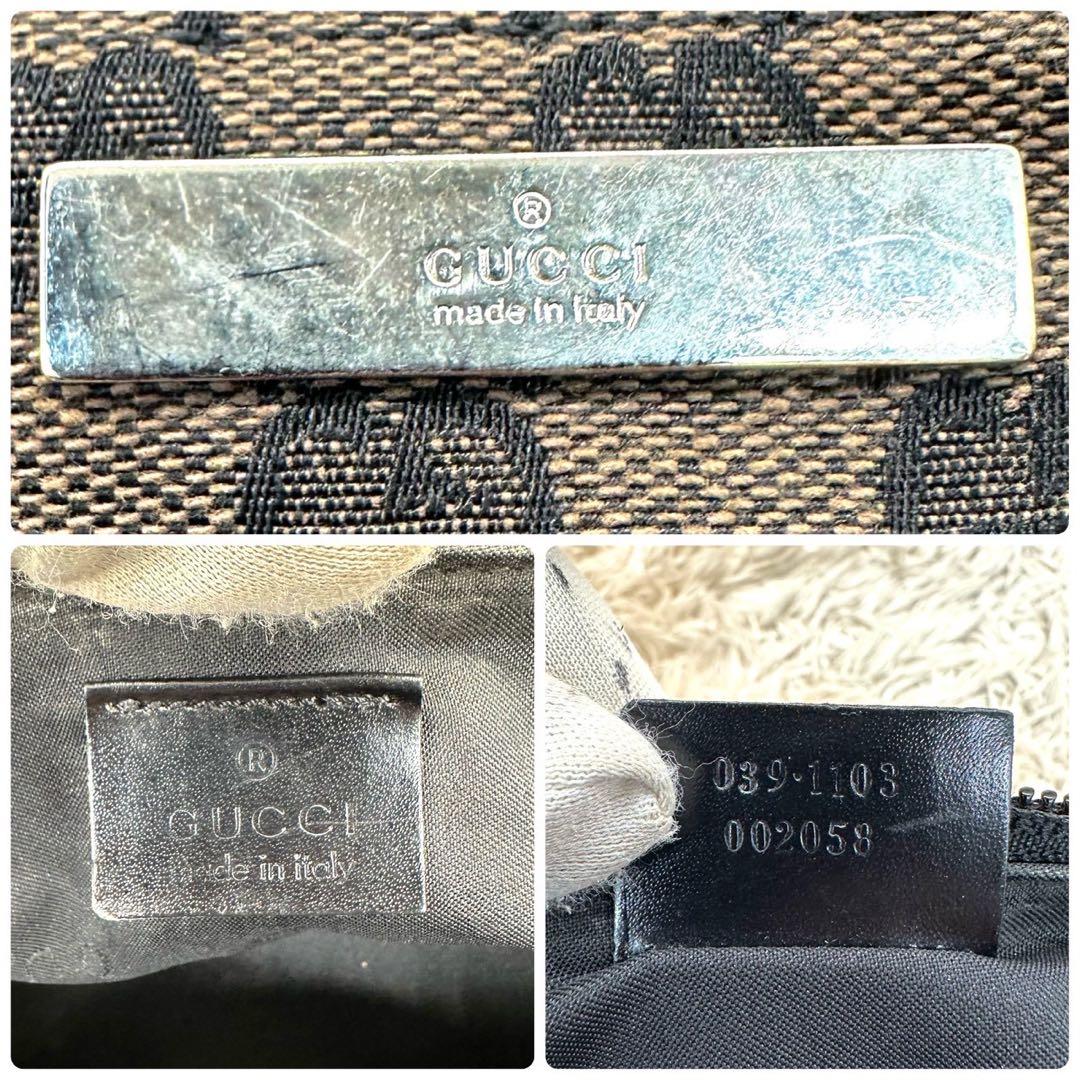 ®
GUCCI
made in Italy
®
GUCCI
made in italy
039·1103
002058